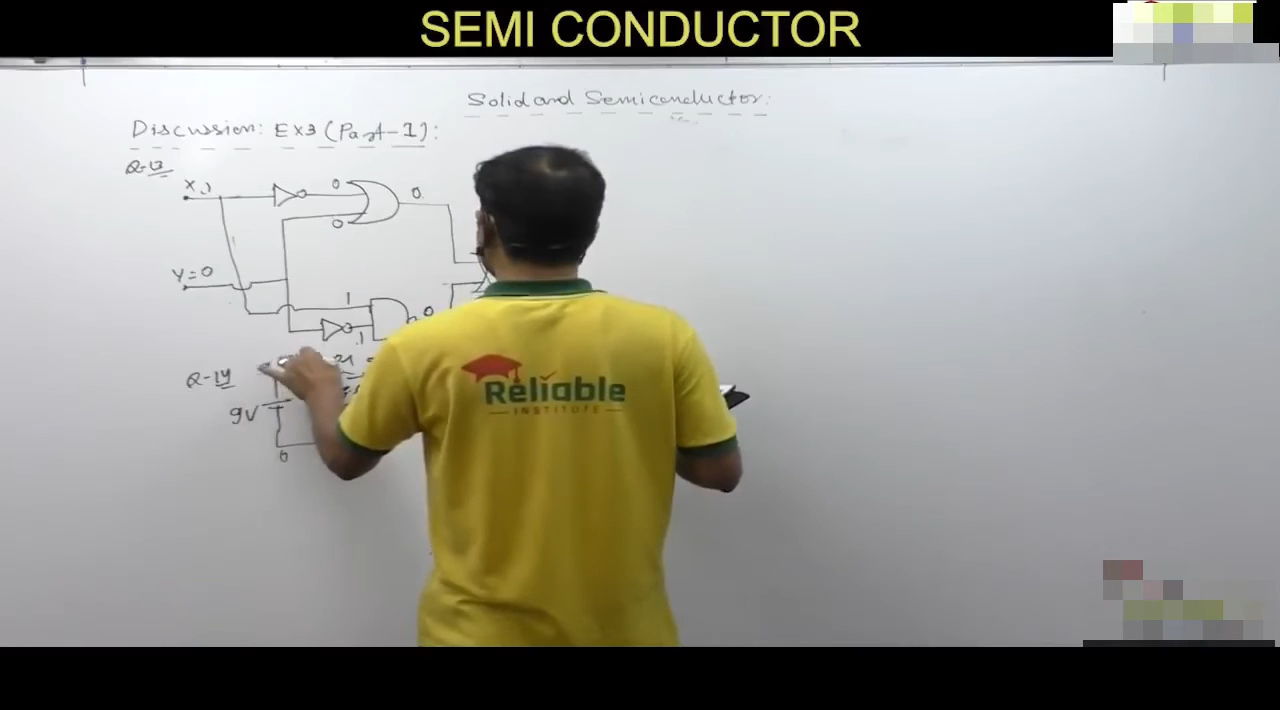 SEMI CONDUCTOR
Solid and Semiconductor:
Discussion: EX3 (Part-1):
Q-13
X
0
0
0
Y=0
1
0
1
Q-14
9V
0
Reliable
INSTITUTE